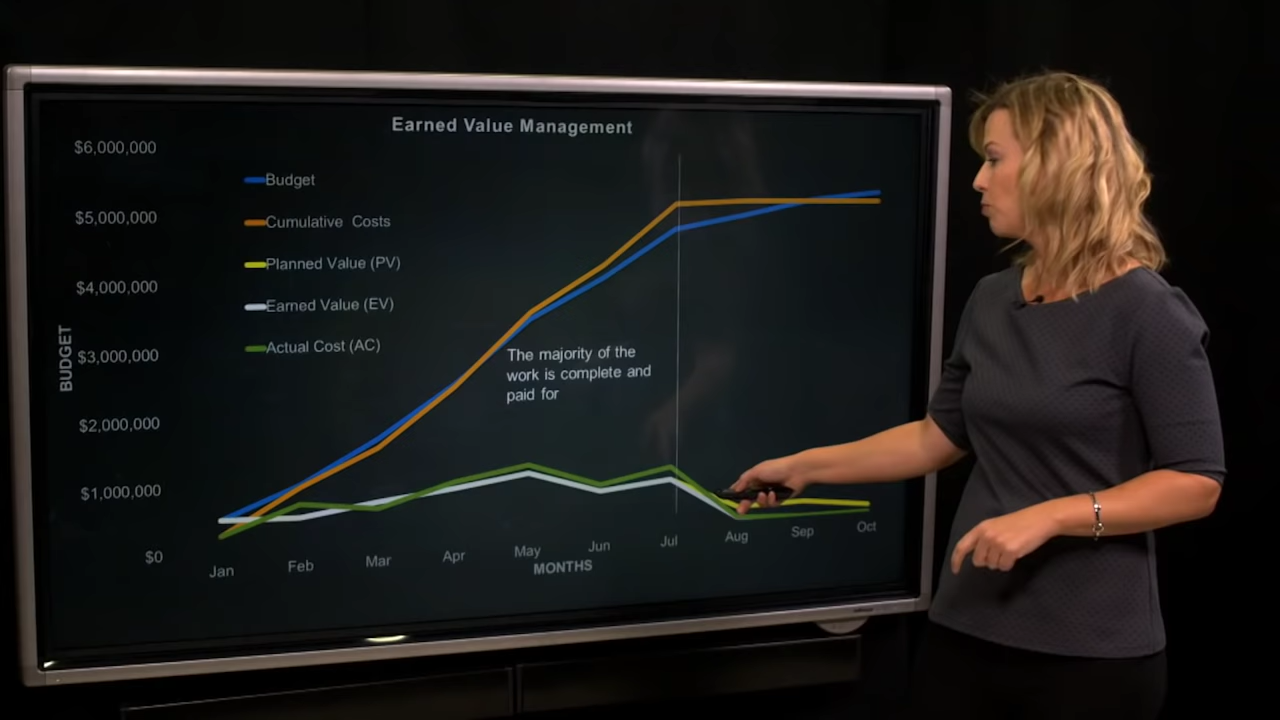 Earned Value Management
$6,000,000
$5,000,000
$4,000,000
$3,000,000
$2,000,000
$1,000,000
$0
BUDGET
Budget
Cumulative Costs
Planned Value (PV)
Earned Value (EV)
Actual Cost (AC)
The majority of the
work is complete and
paid for
Jan Feb Mar Apr May Jun Jul Aug Sep Oct
MONTHS